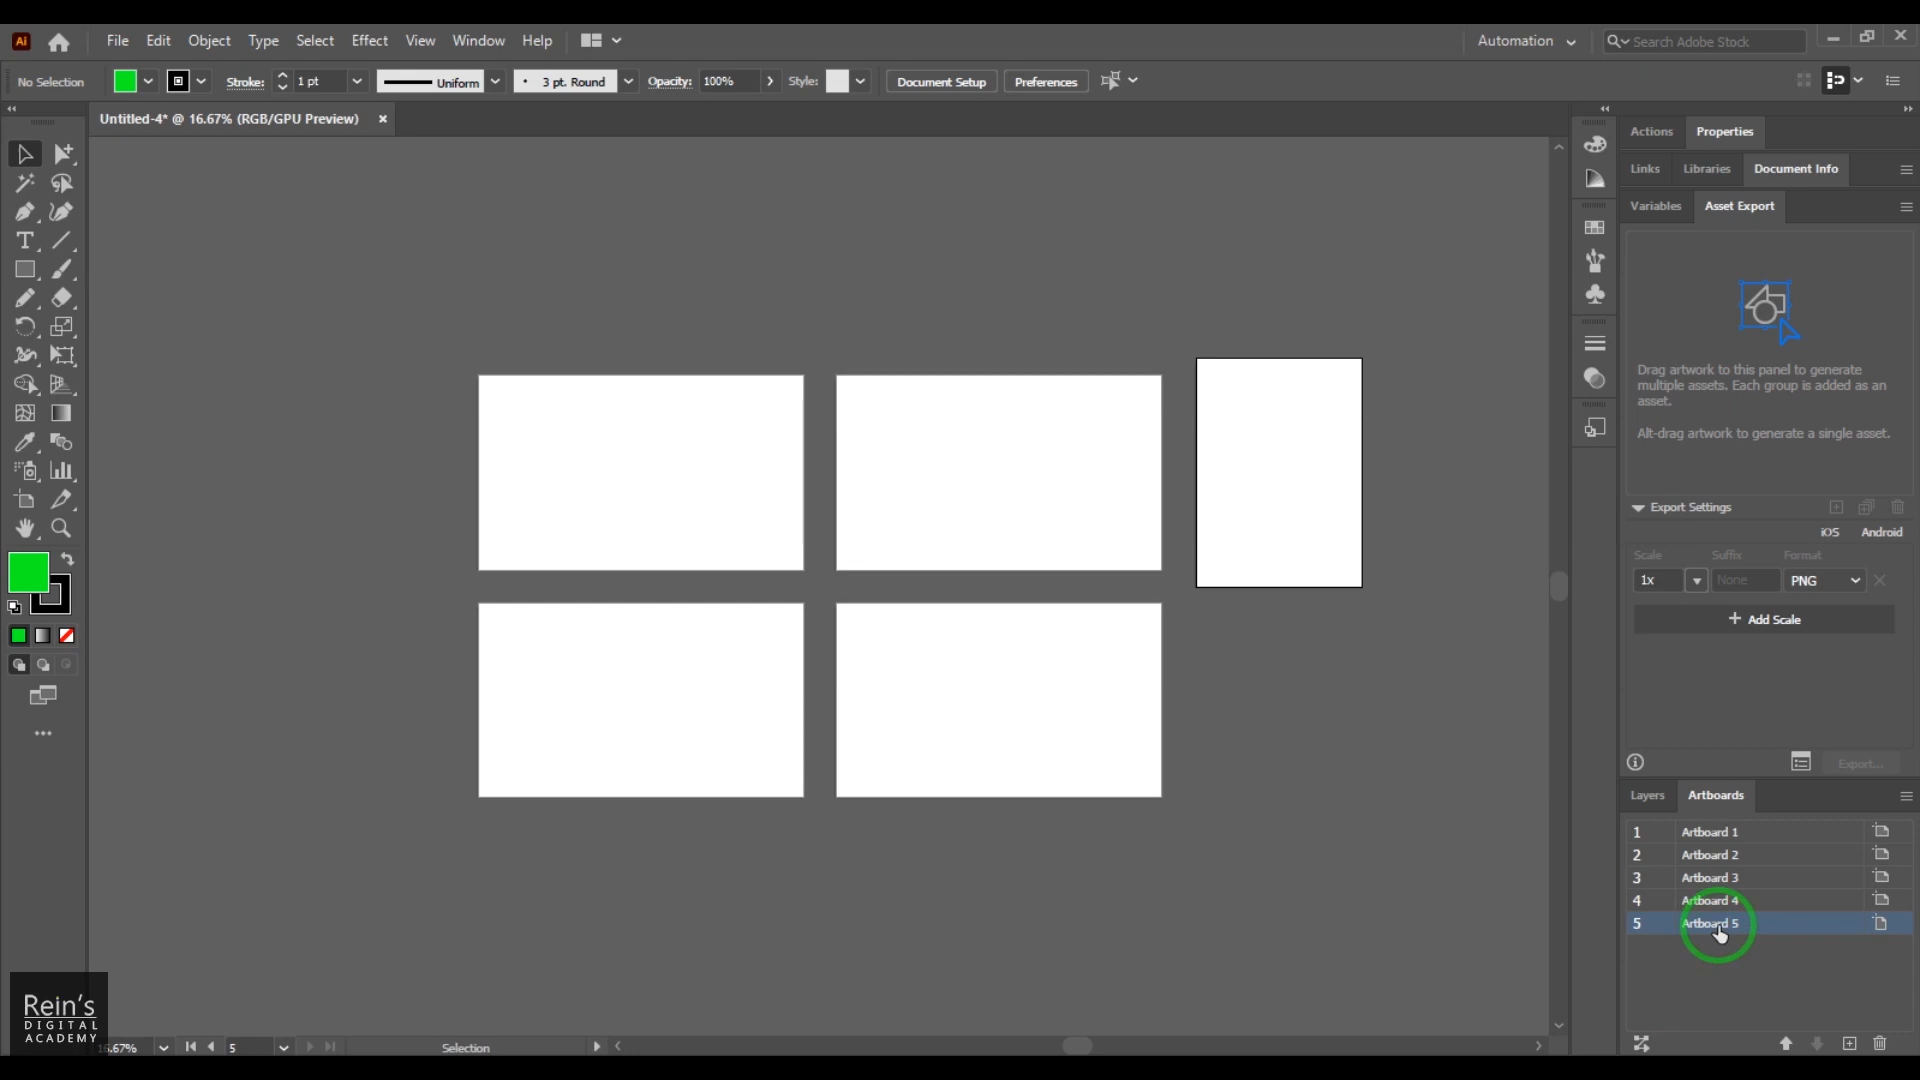 Ai File Edit Object Type Select Effect View Window Help Automation Search Adobe Stock
No Selection Stroke: 1 pt Uniform 3 pt. Round Opacity: 100% Style: Document Setup Preferences
Untitled-4* @ 16.67% (RGB/GPU Preview)
Actions Properties
Links Libraries Document Info
Variables Asset Export
Drag artwork to this panel to generate
multiple assets. Each group is added as an
asset.
Alt-drag artwork to generate a single asset.
Export Settings
iOS Android
Scale Suffix Format
1x None PNG
+ Add Scale
Export...
Layers Artboards
1 Artboard 1
2 Artboard 2
3 Artboard 3
4 Artboard 4
5 Artboard 5
Rein's
DIGITAL
ACADEMY
16.67% 5 Selection